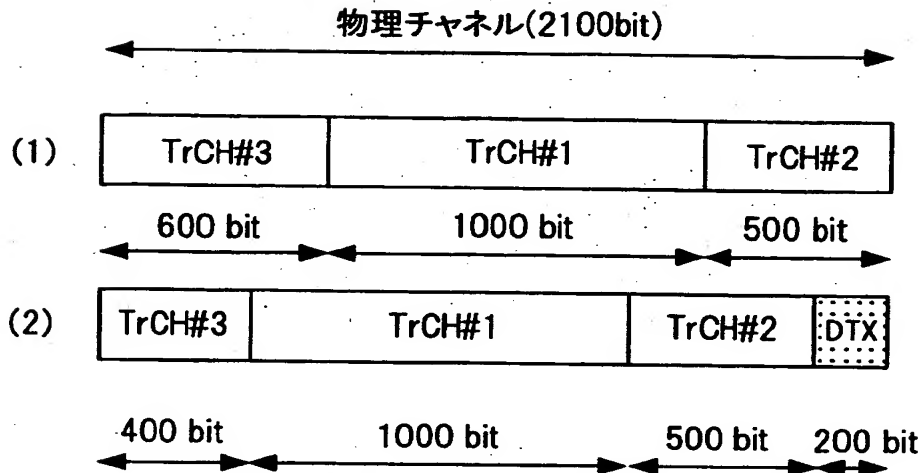 物理チャネル(2100bit)
(1) TrCH#3 TrCH#1 TrCH#2
600 bit 1000 bit 500 bit
(2) TrCH#3 TrCH#1 TrCH#2 DTX
400 bit 1000 bit 500 bit 200 bit